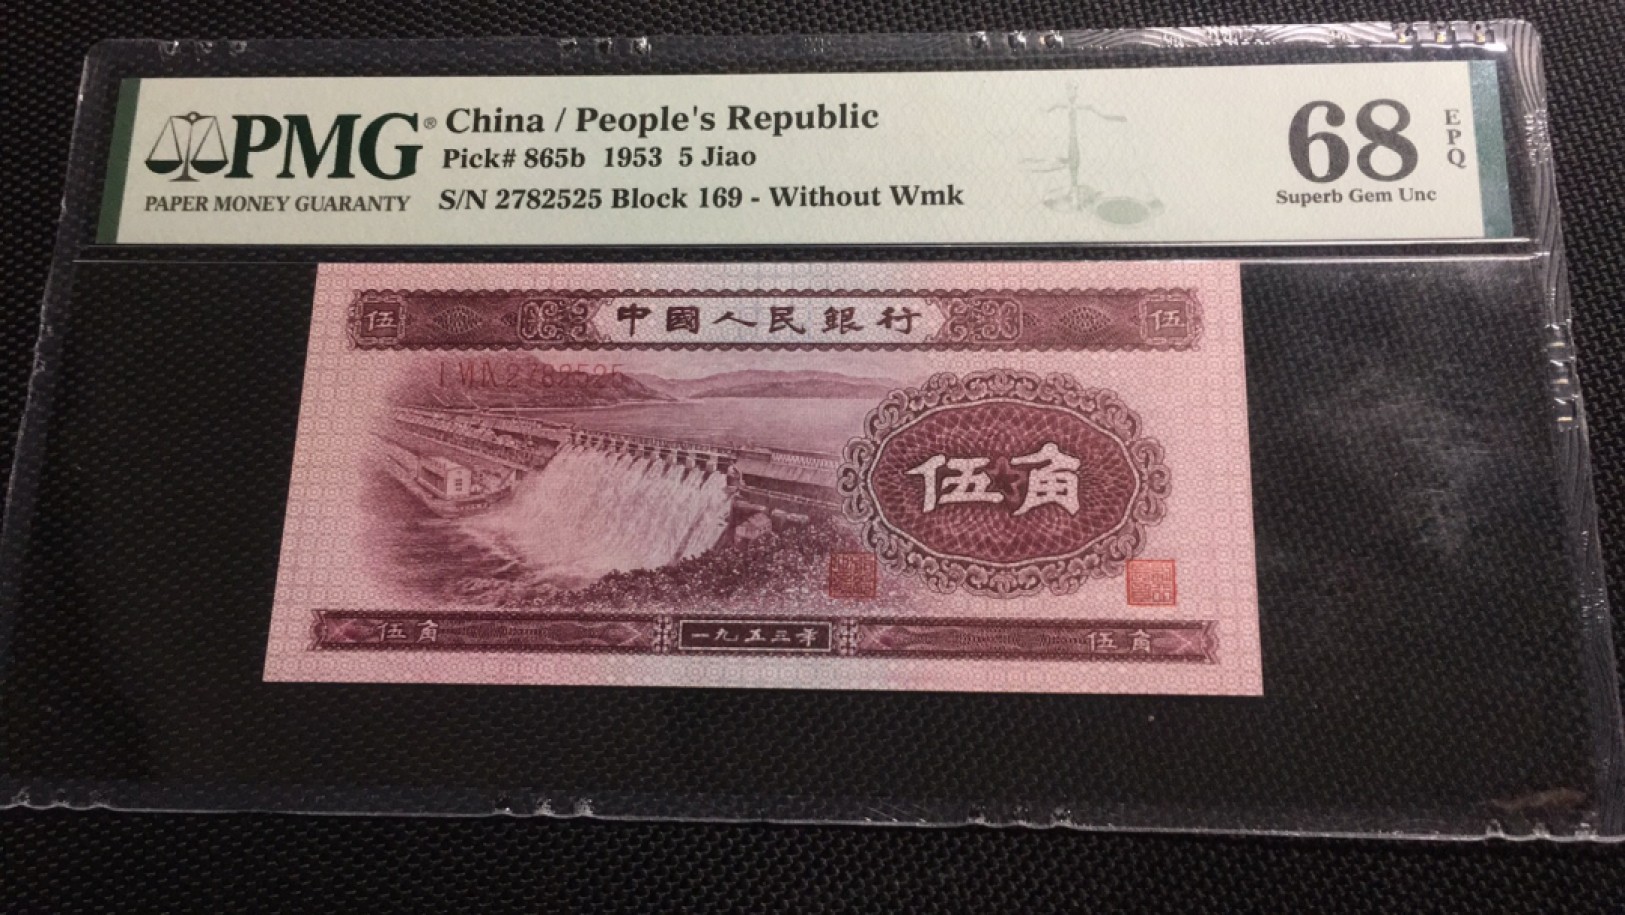 PMG® China / People's Republic 68 EPQ
Pick# 865b 1953 5 Jiao
PAPER MONEY GUARANTY S/N 2782525 Block 169 - Without Wmk Superb Gem Unc
伍 中國人民銀行 伍
2782525
伍角
伍角 一九五三年 伍角